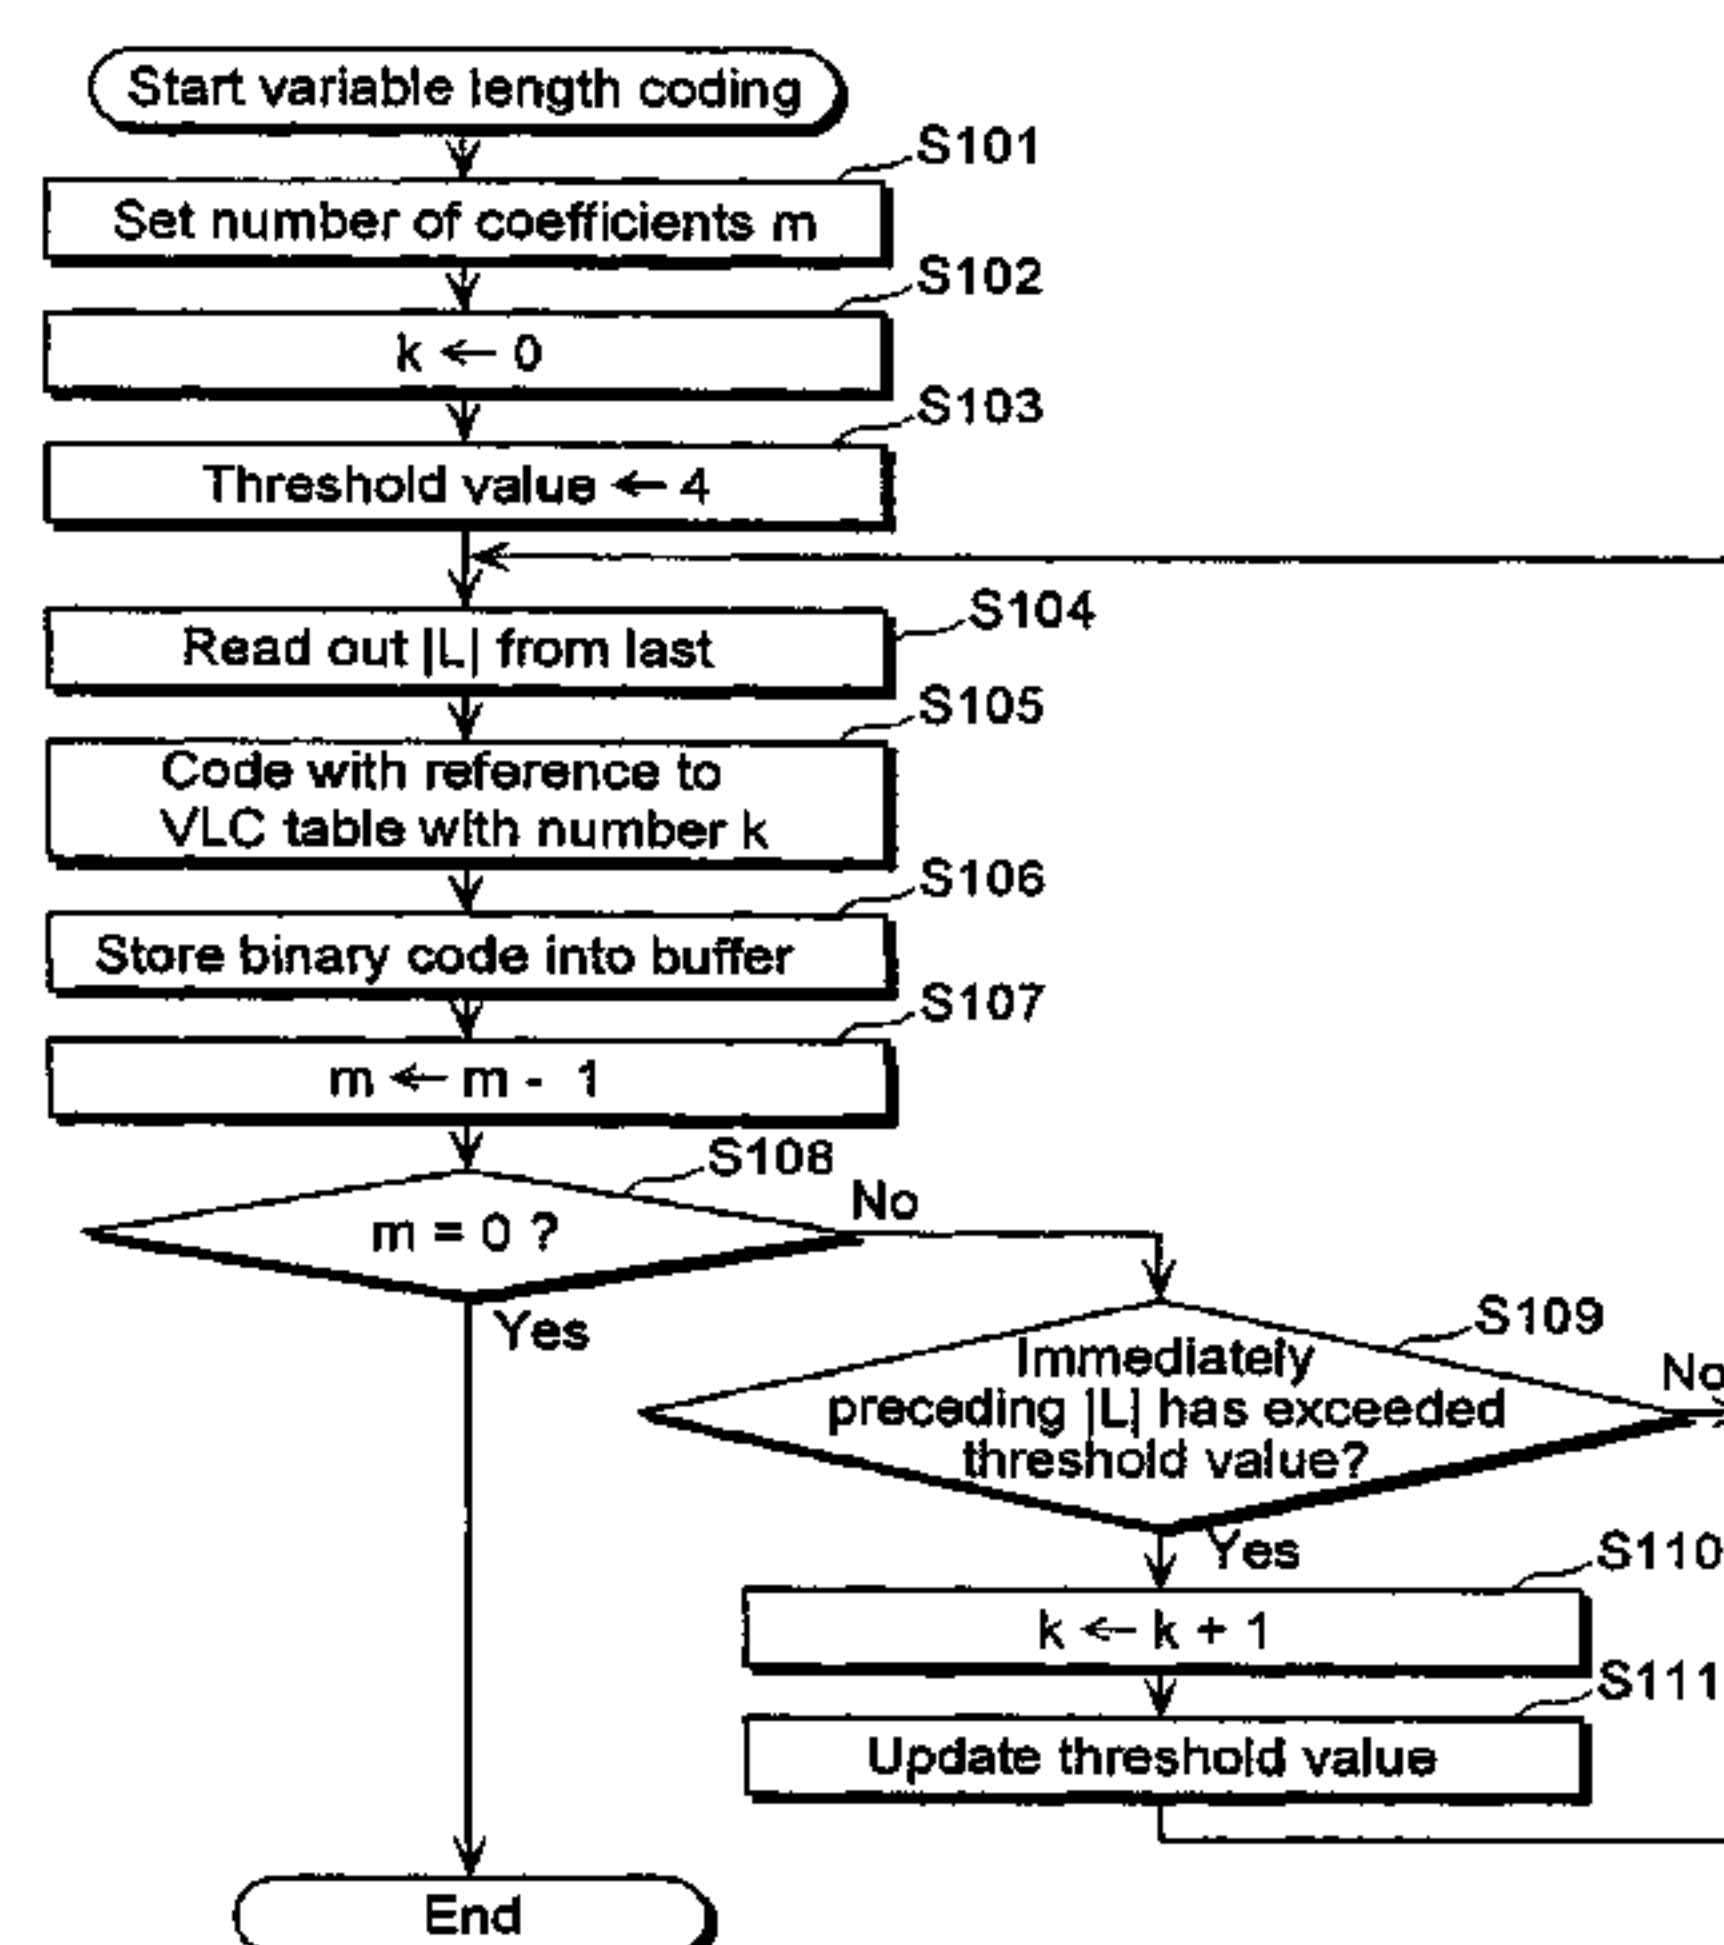 Start variable length coding
S101
Set number of coefficients m
S102
k ← 0
S103
Threshold value ← 4
S104
Read out |L| from last
S105
Code with reference to
VLC table with number k
S106
Store binary code into buffer
S107
m ← m - 1
S108
m = 0 ?
No
Yes
S109
Immediately
preceding |L| has exceeded
threshold value?
No
Yes
S110
k ← k + 1
S111
Update threshold value
End